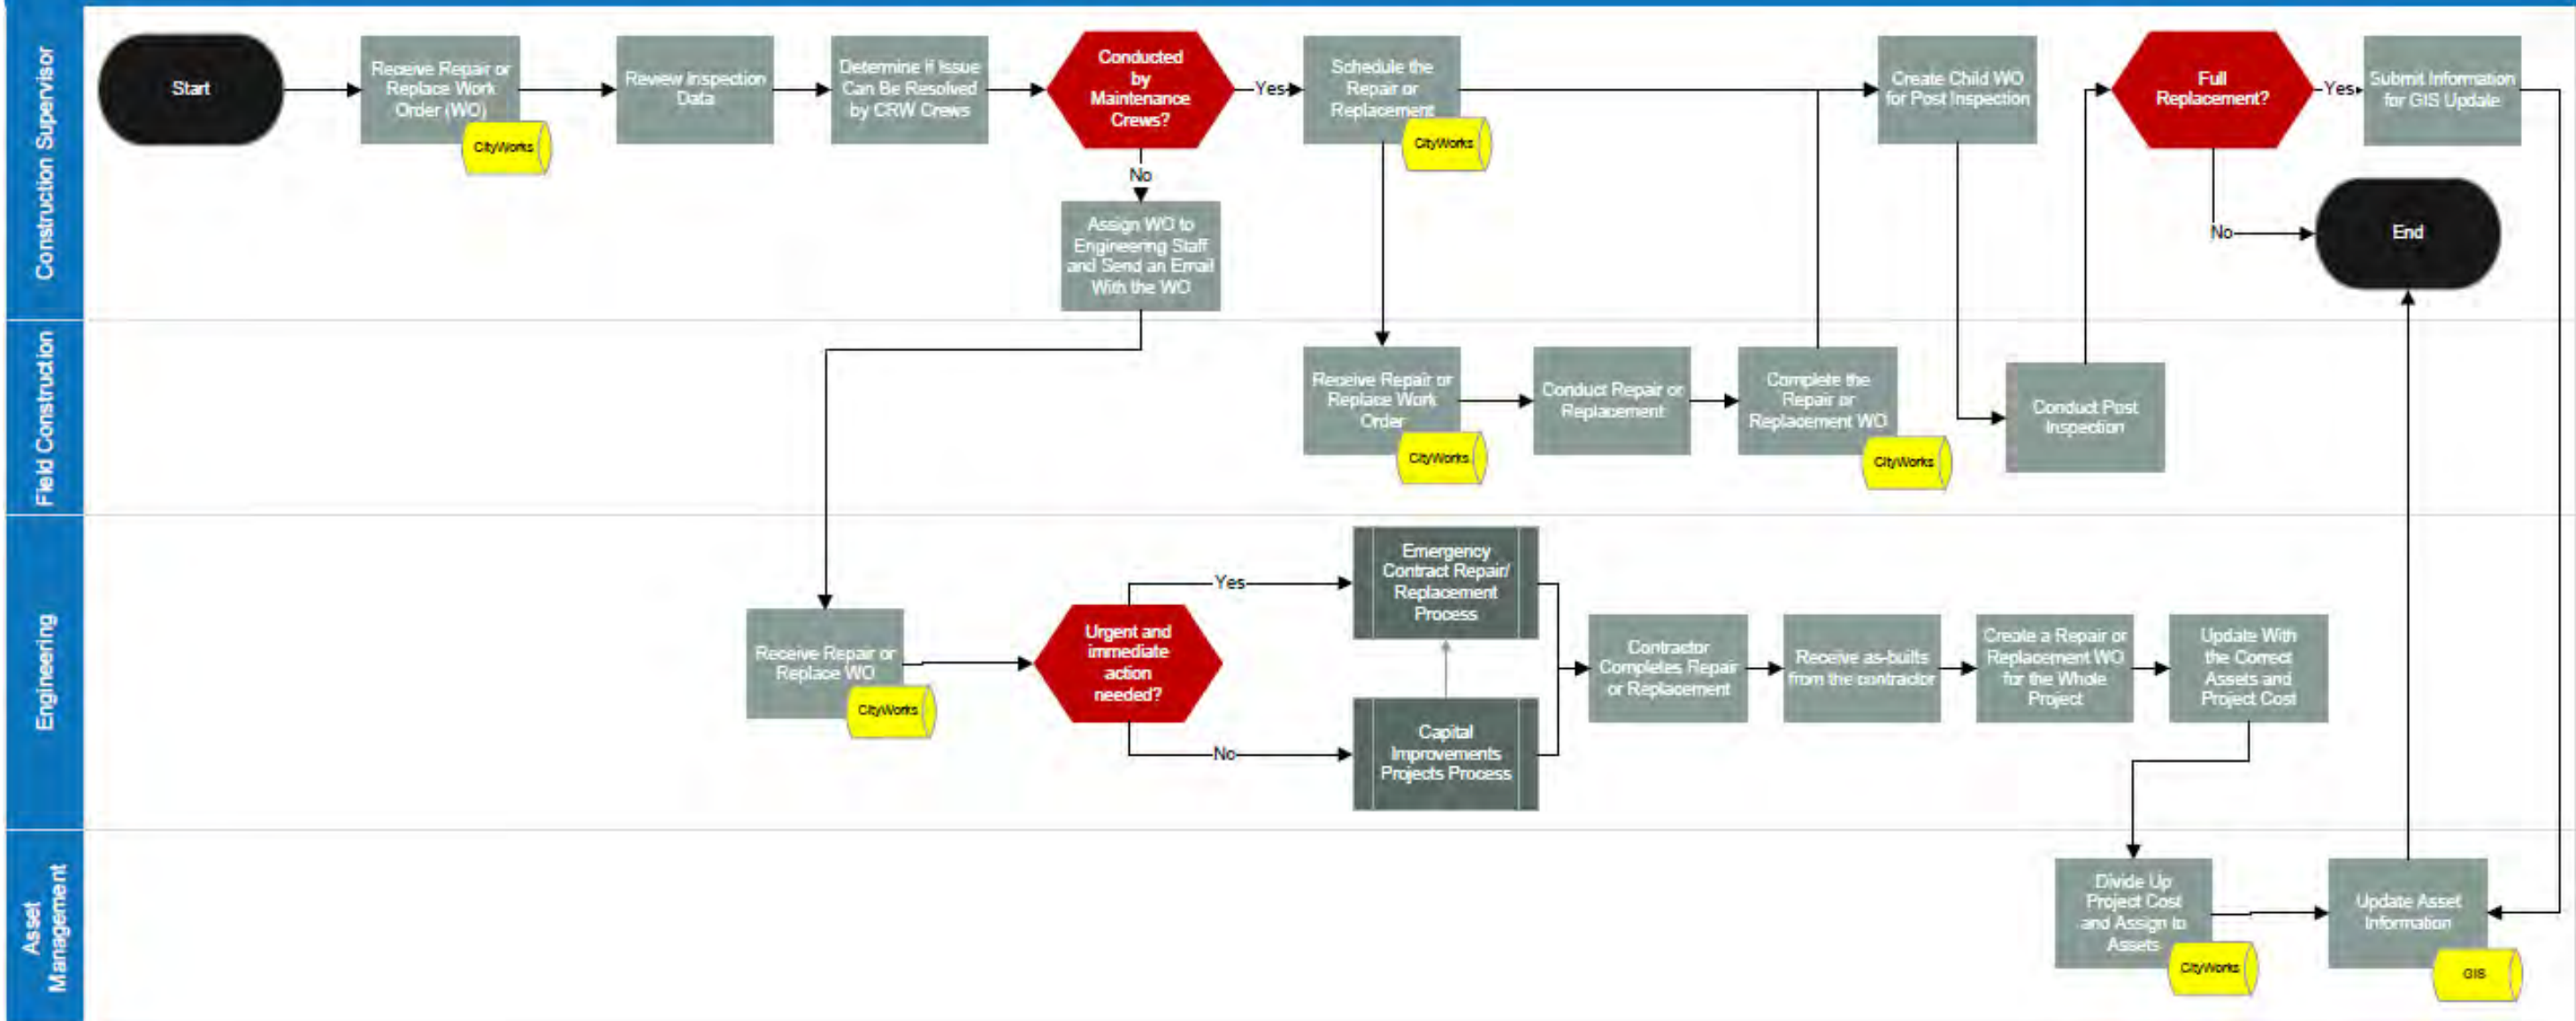 Construction Supervisor
Start
Receive Repair or
Replace Work
Order (WO)
CityWorks
Review Inspection
Data
Determine if Issue
Can Be Resolved
by CRW Crews
Conducted
by
Maintenance
Crews?
Yes
No
Schedule the
Repair or
Replacement
CityWorks
Assign WO to
Engineering Staff
and Send an Email
With the WO
Create Child WO
for Post Inspection
Full
Replacement?
Yes
No
Submit Information
for GIS Update
End
Field Construction
Receive Repair or
Replace Work
Order
CityWorks
Conduct Repair or
Replacement
Complete the
Repair or
Replacement WO
CityWorks
Conduct Post
Inspection
Engineering
Receive Repair or
Replace WO
CityWorks
Urgent and
immediate
action
needed?
Yes
No
Emergency
Contract Repair/
Replacement
Process
Capital
Improvements
Projects Process
Contractor
Completes Repair
or Replacement
Receive as-builts
from the contractor
Create a Repair or
Replacement WO
for the Whole
Project
Update With
the Correct
Assets and
Project Cost
Asset
Management
Divide Up
Project Cost
and Assign to
Assets
CityWorks
Update Asset
Information
GIS